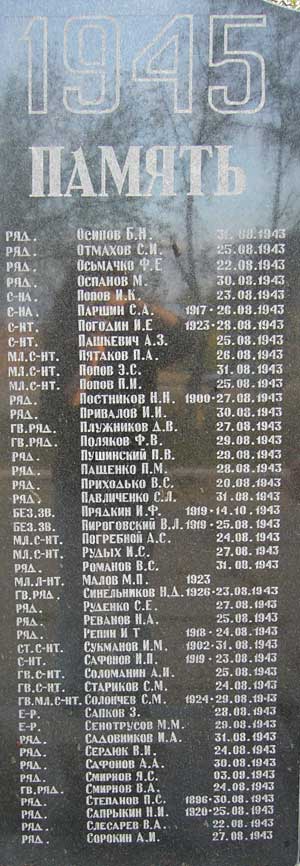 1945
ПАМЯТЬ
РЯД. ОСИПОВ Б.Н. 31.08.1943
РЯД. ОТМАХОВ С.И. 25.08.1943
РЯД. ОСЬМАЧКО Ф.Е 22.08.1943
РЯД. ОСПАНОВ М. 30.08.1943
С-НА. ПОПОВ И.К. 23.08.1943
С-НА. ПАРШИН С.А. 1917-26.08.1943
С-НТ. ПОГОДИН И.Е 1923-28.08.1943
С-НТ. ПАШКЕВИЧ А.З. 25.08.1943
МЛ.С-НТ. ПЯТАКОВ П.А. 26.08.1943
МЛ.С-НТ. ПОПОВ Э.С. 31.08.1943
МЛ.С-НТ. ПОПОВ П.И. 25.08.1943
РЯД. ПОСТНИКОВ Н.Н. 1900-27.08.1943
РЯД. ПРИВАЛОВ И.И. 30.08.1943
ГВ.РЯД. ПЛУЖНИКОВ Д.В. 27.08.1943
ГВ.РЯД. ПОЛЯКОВ Ф.В. 29.08.1943
РЯД. ПУШИНСКИЙ П.В. 29.08.1943
РЯД. ПАЩЕНКО П.М. 28.08.1943
РЯД. ПРИХОДЬКО В.С. 20.08.1943
РЯД. ПАВЛИЧЕНКО С.Л. 31.08.1943
БЕЗ.ЗВ. ПРЯДКИН И.Ф. 1919-14.10.1943
БЕЗ.ЗВ. ПИРОГОВСКИЙ В.Л. 1919-25.08.1943
МЛ.С-НТ. ПОГРЕБНОЙ А.С. 24.08.1943
МЛ.С-НТ. РУДЫХ И.С. 27.08.1943
РЯД. РОМАНОВ В.С. 31.08.1943
МЛ.Л-НТ. МАЛОВ М.П. 1923
ГВ.РЯД. СИНЕЛЬНИКОВ Н.Д. 1926-23.08.1943
РЯД. РУДЕНКО С.Е. 27.08.1943
РЯД. РЕВАНОВ Н.А. 25.08.1943
РЯД. РЕПИН И Т 1918-24.08.1943
СТ.С-НТ. СУКМАНОВ И.М. 1902-31.08.1943
С-НТ. САФОНОВ И.П. 1919-23.08.1943
ГВ.С-НТ. СОЛОМАНИН А.И. 25.08.1943
ГВ.С-НТ. СТАРИКОВ С.М. 24.08.1943
ГВ.МЛ.С-НТ. СОЛОНЧЕВ С.М. 1924-29.08.1943
Е-Р. САПКОВ З. 28.08.1943
Е-Р. СЕНОТРУСОВ М.М. 29.08.1943
РЯД. САДОВНИКОВ И.А. 31.08.1943
РЯД. СЕРДЮК В.И. 24.08.1943
РЯД. САФОНОВ А.А. 30.08.1943
РЯД. СМИРНОВ Я.С. 03.09.1943
ГВ.РЯД. СМИРНОВ В.А. 24.08.1943
РЯД. СТЕПАНОВ П.С. 1896-30.08.1943
РЯД. САПРЫКИН Н.И 1920-25.08.1943
РЯД. СЛЕСАРЕВ В.А. 22.08.1943
РЯД. СОРОКИН А.И. 27.08.1943